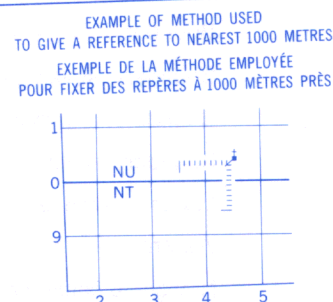 EXAMPLE OF METHOD USED
TO GIVE A REFERENCE TO NEAREST 1000 METRES
EXEMPLE DE LA MÉTHODE EMPLOYÉE
POUR FIXER DES REPÈRES À 1000 MÈTRES PRÈS
1
NU
0
NT
9
2 3 4 5